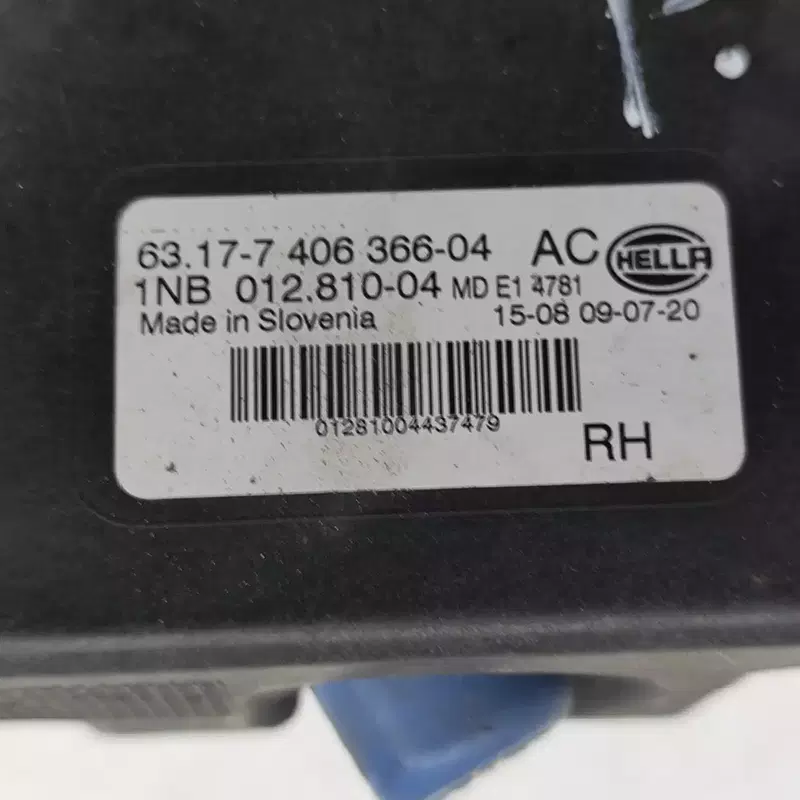 63.17-7 406 366-04 AC HELLA
1NB 012.810-04 MD E1 4781
Made in Slovenia 15-08 09-07-20
01281004437479
RH